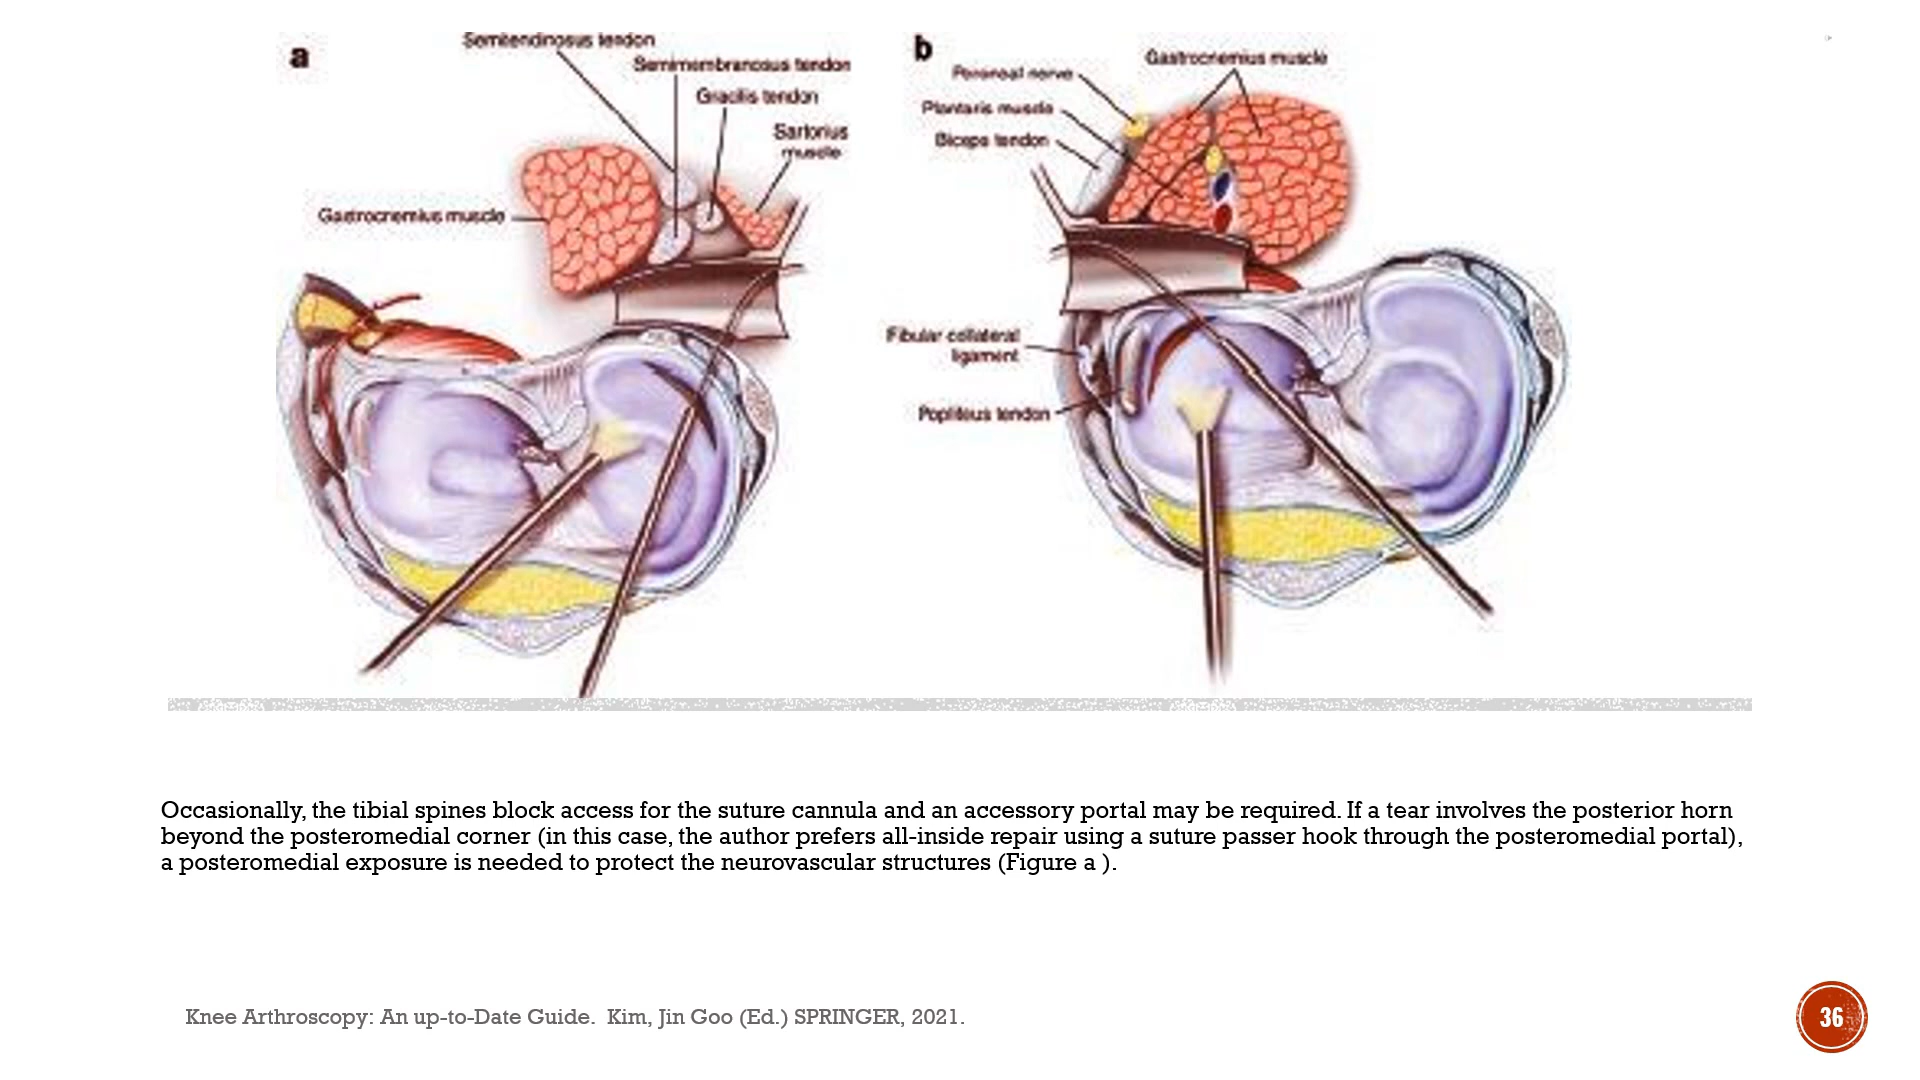 a
Semitendinosus tendon
Semimembranosus tendon
Gracilis tendon
Sartorius
muscle
Gastrocnemius muscle
b
Gastrocnemius muscle
Peroneal nerve
Plantaris muscle
Biceps tendon
Fibular collateral
ligament
Popliteus tendon
Occasionally, the tibial spines block access for the suture cannula and an accessory portal may be required. If a tear involves the posterior horn
beyond the posteromedial corner (in this case, the author prefers all-inside repair using a suture passer hook through the posteromedial portal),
a posteromedial exposure is needed to protect the neurovascular structures (Figure a ).
Knee Arthroscopy: An up-to-Date Guide.  Kim, Jin Goo (Ed.) SPRINGER, 2021.
36